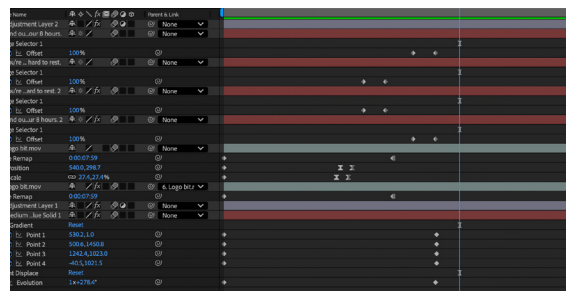 Name Parent & Link
djustment Layer 2 None
nd ou...ur 8 hours. None
e Selector 1
Offset 100%
u're ... hard to rest. None
e Selector 1
Offset 100%
u're ...ard to rest. 2 None
e Selector 1
Offset 100%
nd ou...ur 8 hours. 2 None
e Selector 1
Offset 100%
ogo bit.mov None
e Remap 0:00:07:59
osition 540.0,298.7
cale 27.4,27.4%
ogo bit.mov 6. Logo bit.r
e Remap 0:00:07:59
djustment Layer 1 None
edium ...lue Solid 1 None
Gradient Reset
Point 1 530.2,1.0
Point 2 500.6,1450.8
Point 3 1242.4,1023.0
Point 4 -40.5,1021.5
nt Displace Reset
Evolution 1x+278.4°